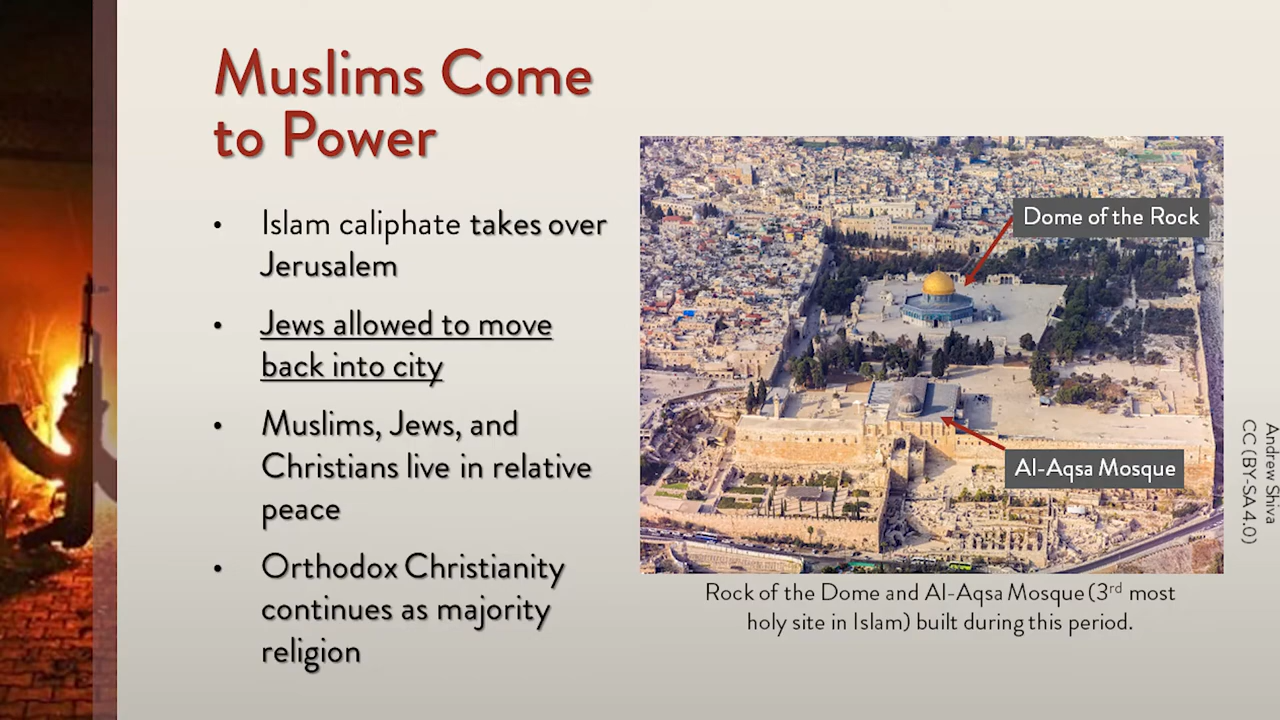 Muslims Come
to Power
• Islam caliphate takes over
Jerusalem
• Jews allowed to move
back into city
• Muslims, Jews, and
Christians live in relative
peace
• Orthodox Christianity
continues as majority
religion
Dome of the Rock
Al-Aqsa Mosque
Rock of the Dome and Al-Aqsa Mosque (3rd most
holy site in Islam) built during this period.
Andrew Shiva
CC (BY-SA 4.0)